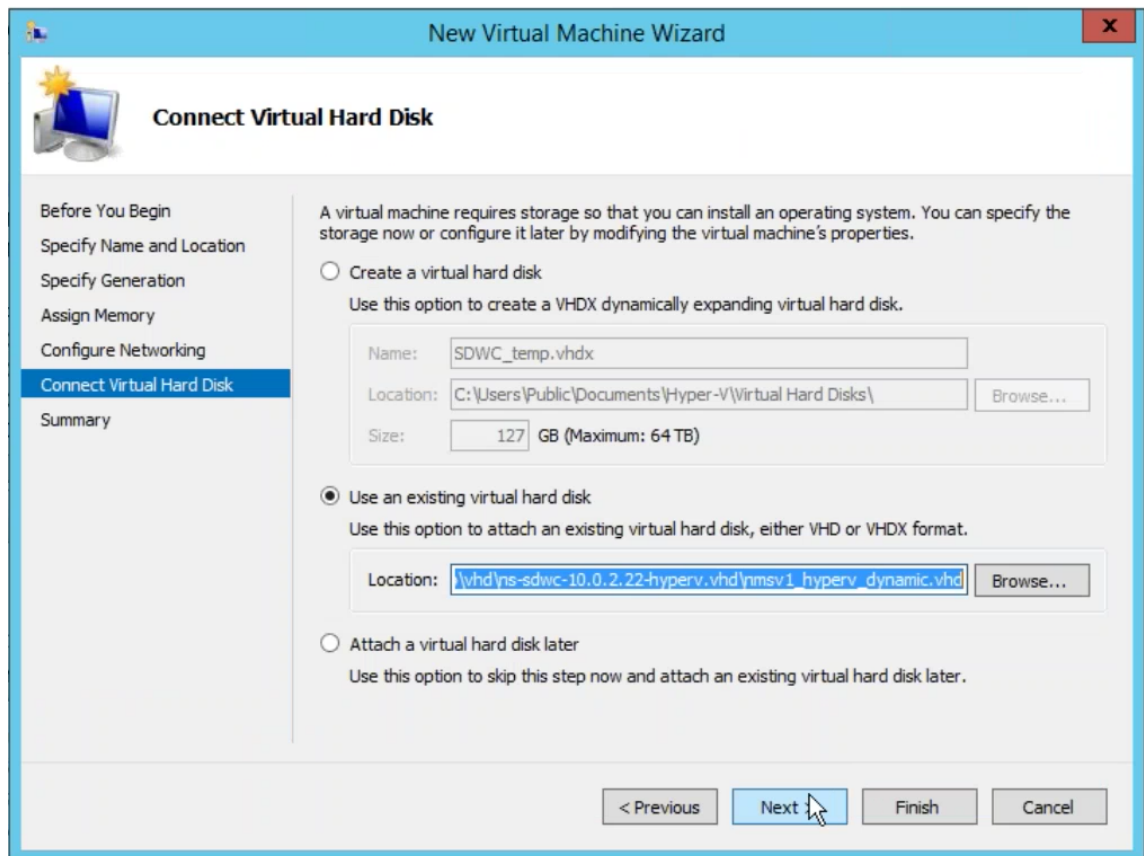 New Virtual Machine Wizard
x
Connect Virtual Hard Disk
Before You Begin
Specify Name and Location
Specify Generation
Assign Memory
Configure Networking
Connect Virtual Hard Disk
Summary
A virtual machine requires storage so that you can install an operating system. You can specify the
storage now or configure it later by modifying the virtual machine's properties.
Create a virtual hard disk
Use this option to create a VHDX dynamically expanding virtual hard disk.
Name: SDWC_temp.vhdx
Location: C:\Users\Public\Documents\Hyper-V\Virtual Hard Disks\ Browse...
Size: 127 GB (Maximum: 64 TB)
Use an existing virtual hard disk
Use this option to attach an existing virtual hard disk, either VHD or VHDX format.
Location: \vhd\ns-sdwc-10.0.2.22-hyperv.vhd\nmsv1_hyperv_dynamic.vhd Browse...
Attach a virtual hard disk later
Use this option to skip this step now and attach an existing virtual hard disk later.
< Previous Next > Finish Cancel